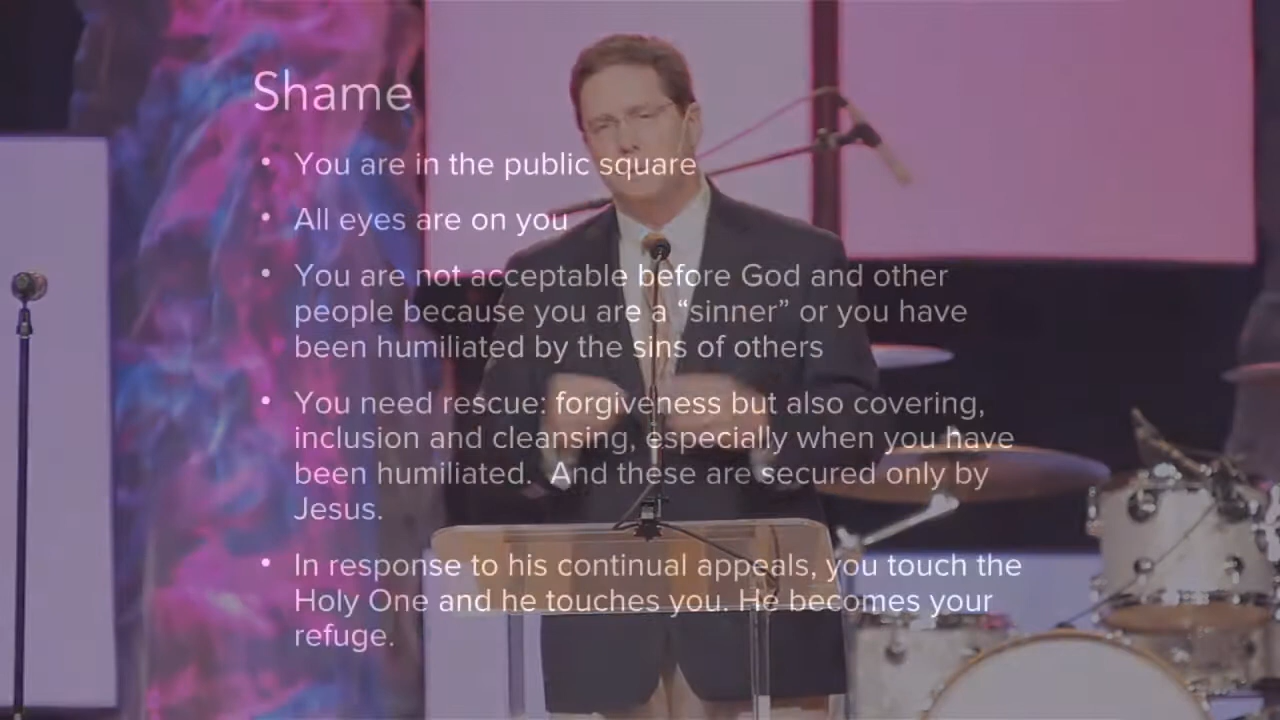 Shame
• You are in the public square
• All eyes are on you
• You are not acceptable before God and other
people because you are a “sinner” or you have
been humiliated by the sins of others
• You need rescue: forgiveness but also covering,
inclusion and cleansing, especially when you have
been humiliated.  And these are secured only by
Jesus.
• In response to his continual appeals, you touch the
Holy One and he touches you. He becomes your
refuge.